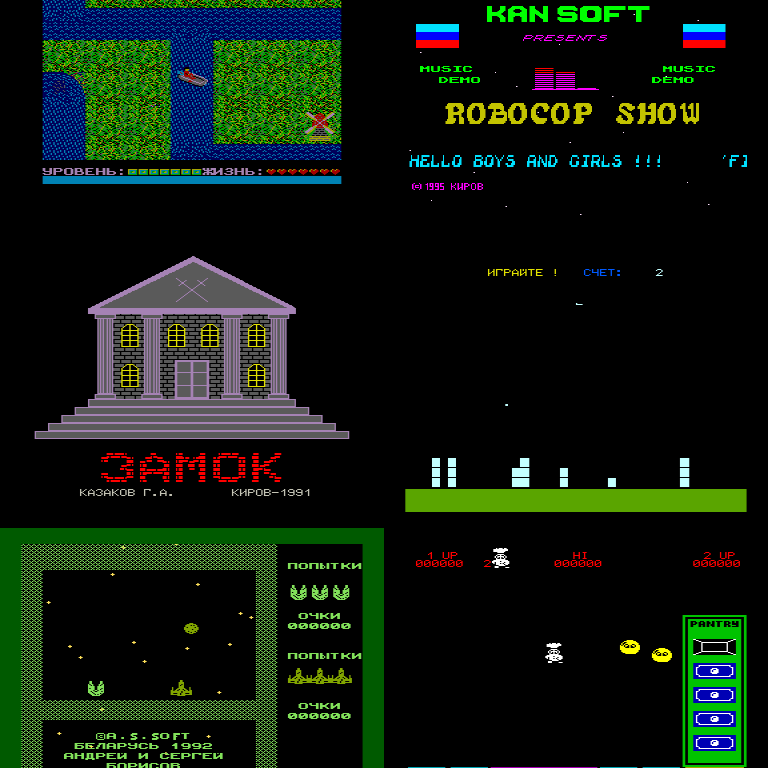 УРОВЕНЬ: ЖИЗНЬ:
KAN SOFT
PRESENTS
MUSIC
DEMO
MUSIC
DEMO
ROBOCOP SHOW
HELLO BOYS AND GIRLS !!!
(C)1995 КИРОВ
ЗАМОК
КАЗАКОВ Г.А. КИРОВ-1991
ИГРАЙТЕ ! СЧЕТ: 2
ПОПЫТКИ
ОЧКИ
000000
ПОПЫТКИ
ОЧКИ
000000
©A.S.SOFT
БЕЛАРУСЬ 1992
АНДРЕЙ И СЕРГЕЙ
БОРИСОВ
1 UP HI 2 UP
000000 2 000000 000000
PANTRY